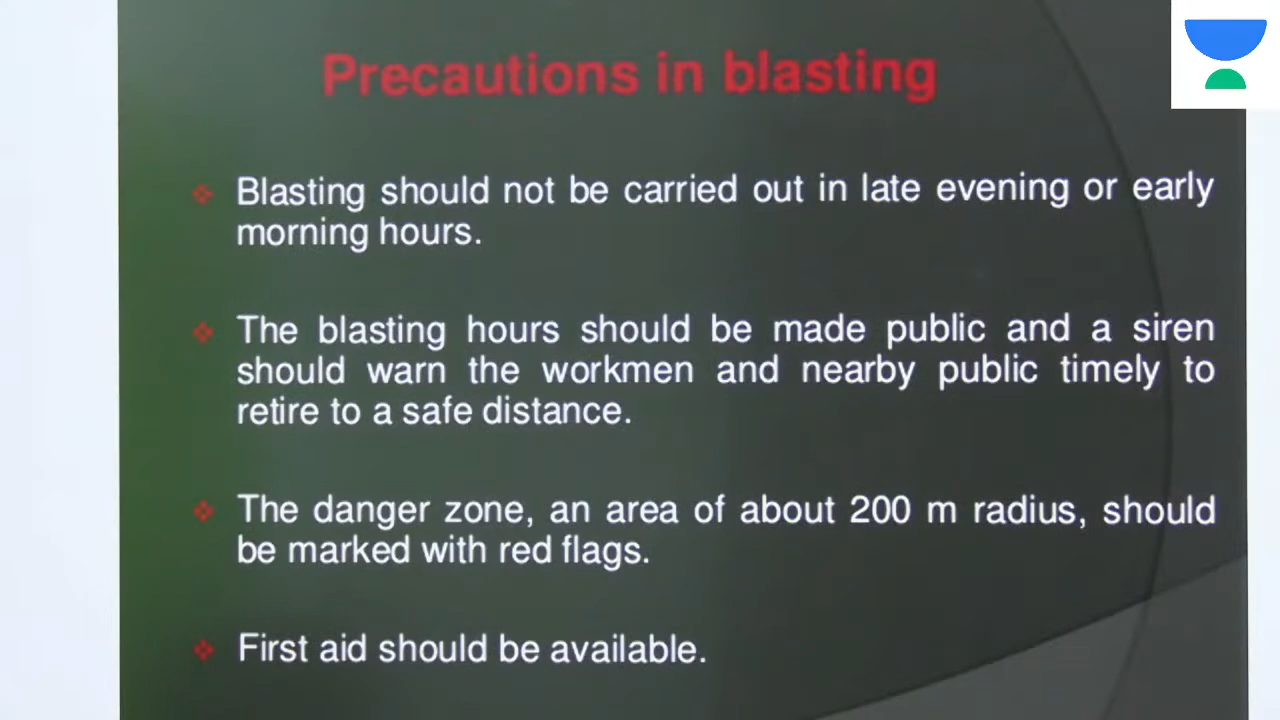 Precautions in blasting
Blasting should not be carried out in late evening or early
morning hours.
The blasting hours should be made public and a siren
should warn the workmen and nearby public timely to
retire to a safe distance.
The danger zone, an area of about 200 m radius, should
be marked with red flags.
First aid should be available.